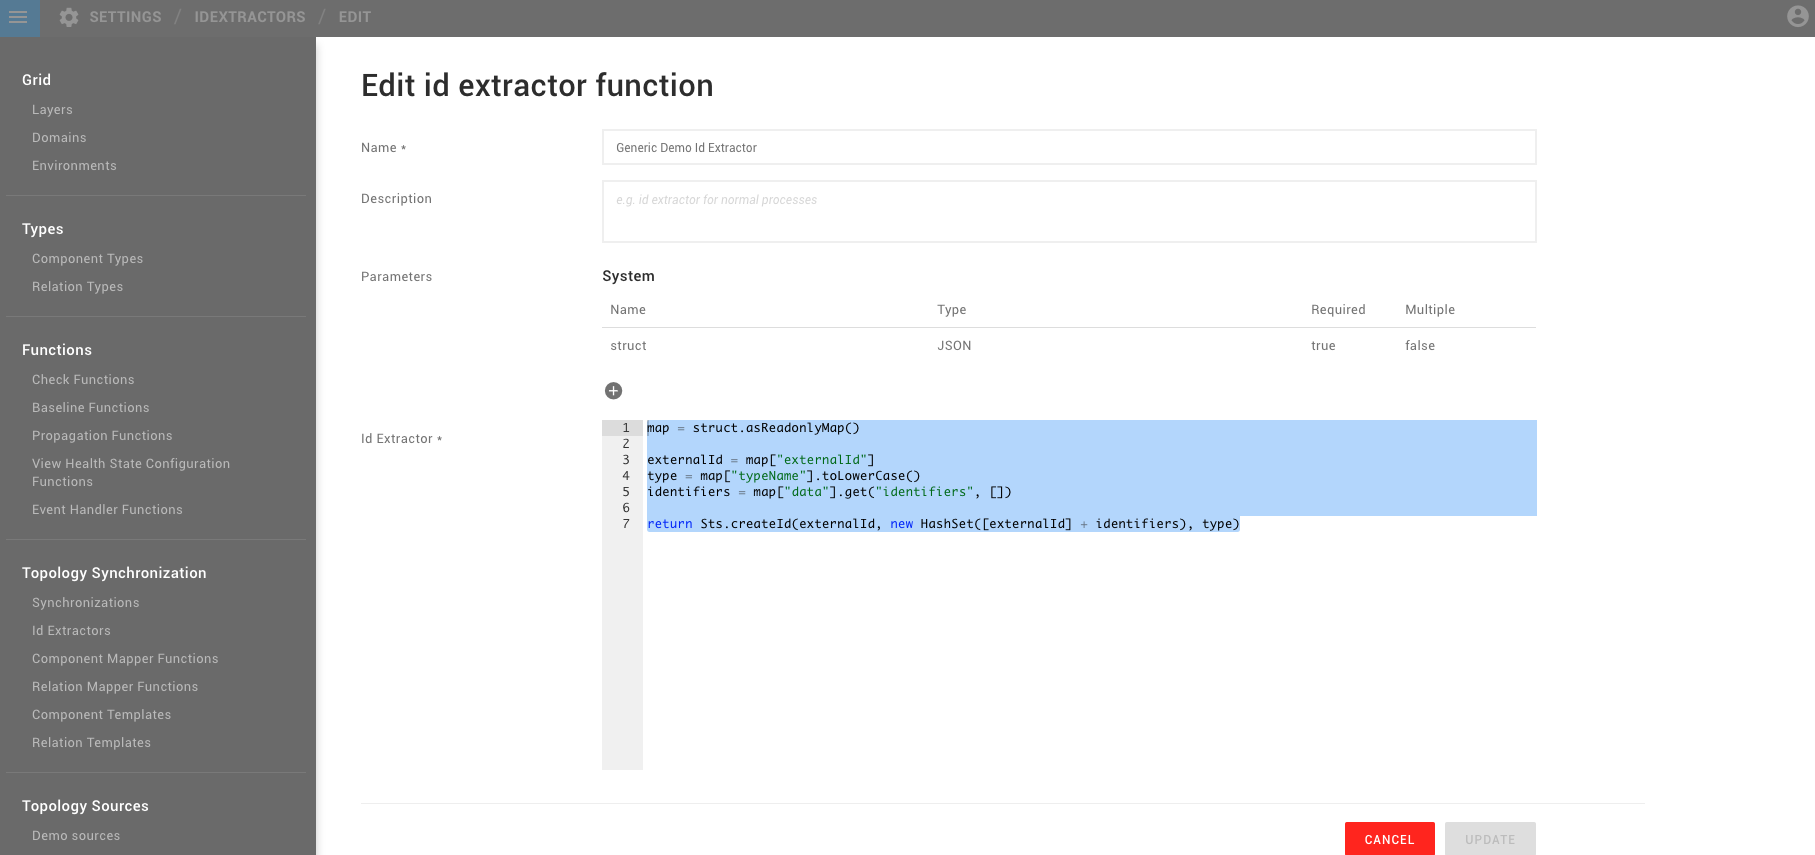 SETTINGS / IDEXTRACTORS / EDIT
Grid
Layers
Domains
Environments
Types
Component Types
Relation Types
Functions
Check Functions
Baseline Functions
Propagation Functions
View Health State Configuration
Functions
Event Handler Functions
Topology Synchronization
Synchronizations
Id Extractors
Component Mapper Functions
Relation Mapper Functions
Component Templates
Relation Templates
Topology Sources
Demo sources
Edit id extractor function
Name *
Generic Demo Id Extractor
Description
e.g. id extractor for normal processes
Parameters
System
Name Type Required Multiple
struct JSON true false
Id Extractor *
1 map = struct.asReadonlyMap()
2
3 externalId = map["externalId"]
4 type = map["typeName"].toLowerCase()
5 identifiers = map["data"].get("identifiers", [])
6
7 return Sts.createId(externalId, new HashSet([externalId] + identifiers), type)
CANCEL UPDATE